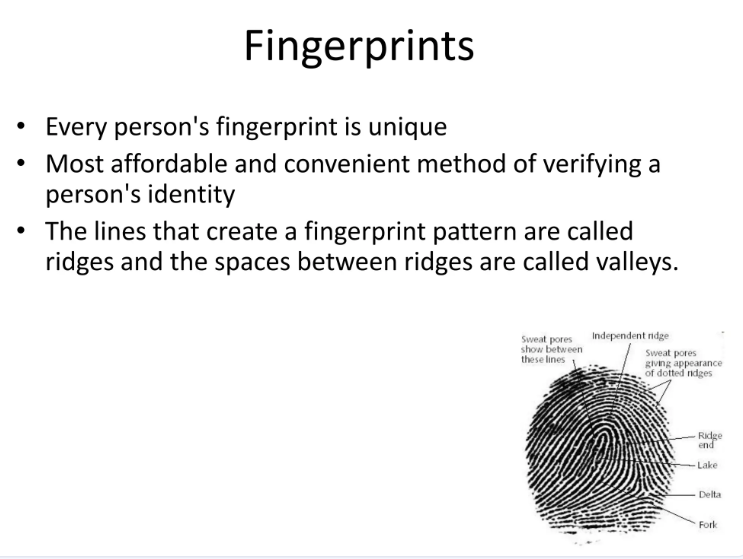 Fingerprints
• Every person's fingerprint is unique
• Most affordable and convenient method of verifying a
person's identity
• The lines that create a fingerprint pattern are called
ridges and the spaces between ridges are called valleys.
Sweat pores
show between
these lines
Independent ridge
Sweat pores
giving appearance
of dotted ridges
Ridge
end
Lake
Delta
Fork